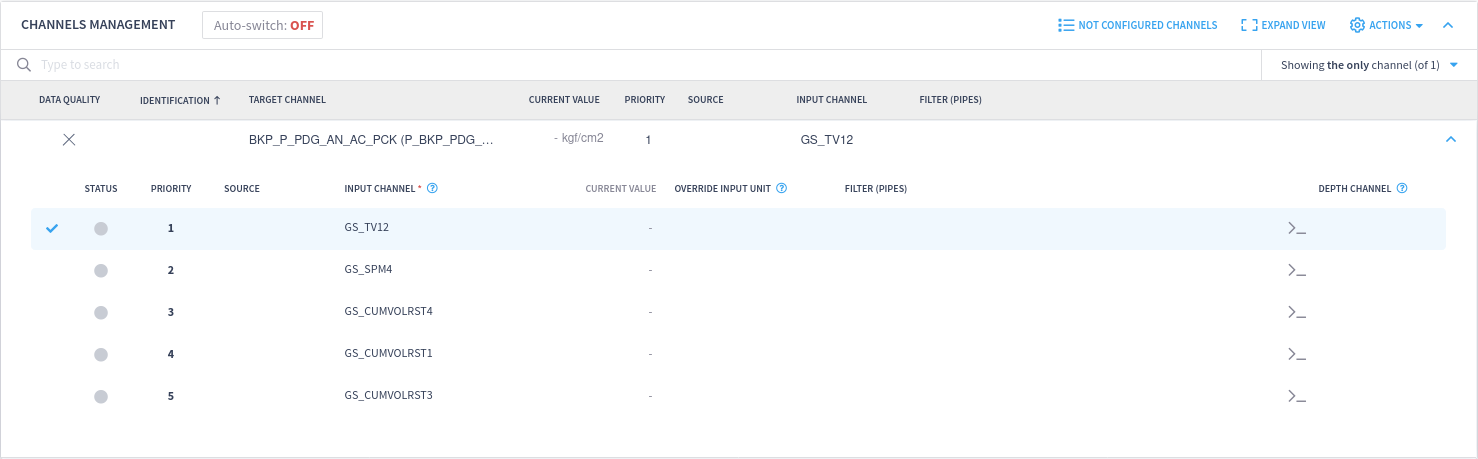 CHANNELS MANAGEMENT Auto-switch: OFF NOT CONFIGURED CHANNELS EXPAND VIEW ACTIONS
Type to search Showing the only channel (of 1)
DATA QUALITY IDENTIFICATION ↑ TARGET CHANNEL CURRENT VALUE PRIORITY SOURCE INPUT CHANNEL FILTER (PIPES)
BKP_P_PDG_AN_AC_PCK (P_BKP_PDG_... - kgf/cm2 1 GS_TV12
STATUS PRIORITY SOURCE INPUT CHANNEL * ? CURRENT VALUE OVERRIDE INPUT UNIT ? FILTER (PIPES) DEPTH CHANNEL ?
1 GS_TV12 - >_
2 GS_SPM4 - >_
3 GS_CUMVOLRST4 - >_
4 GS_CUMVOLRST1 - >_
5 GS_CUMVOLRST3 - >_